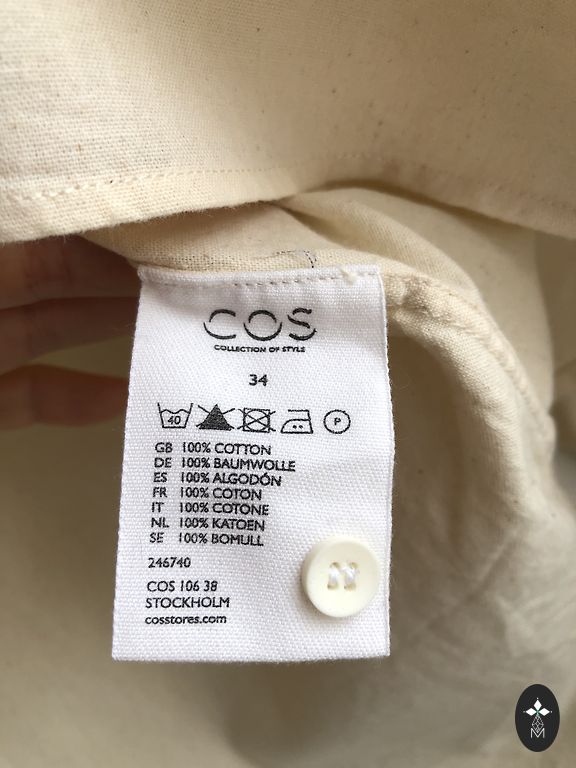 COS
COLLECTION OF STYLE
34
40 P
GB 100% COTTON
DE 100% BAUMWOLLE
ES 100% ALGODÓN
FR 100% COTON
IT 100% COTONE
NL 100% KATOEN
SE 100% BOMULL
246740
COS 106 38
STOCKHOLM
cosstores.com
M